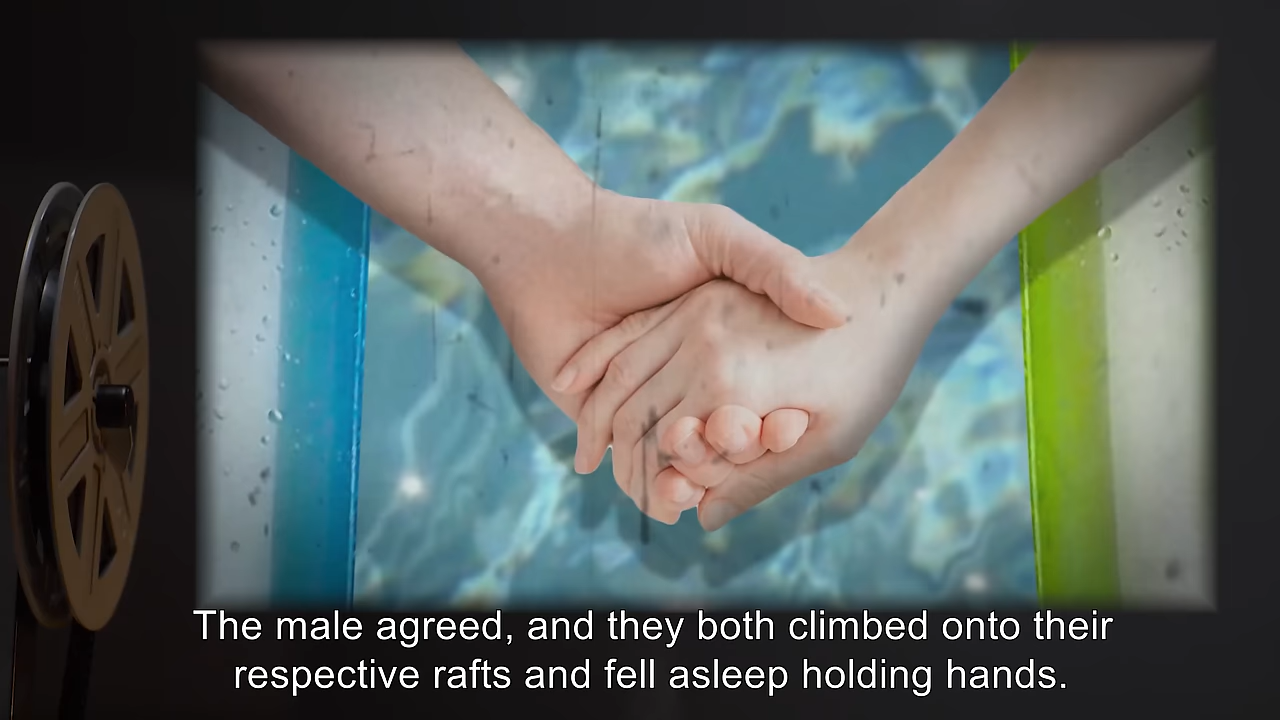 The male agreed, and they both climbed onto their
respective rafts and fell asleep holding hands.